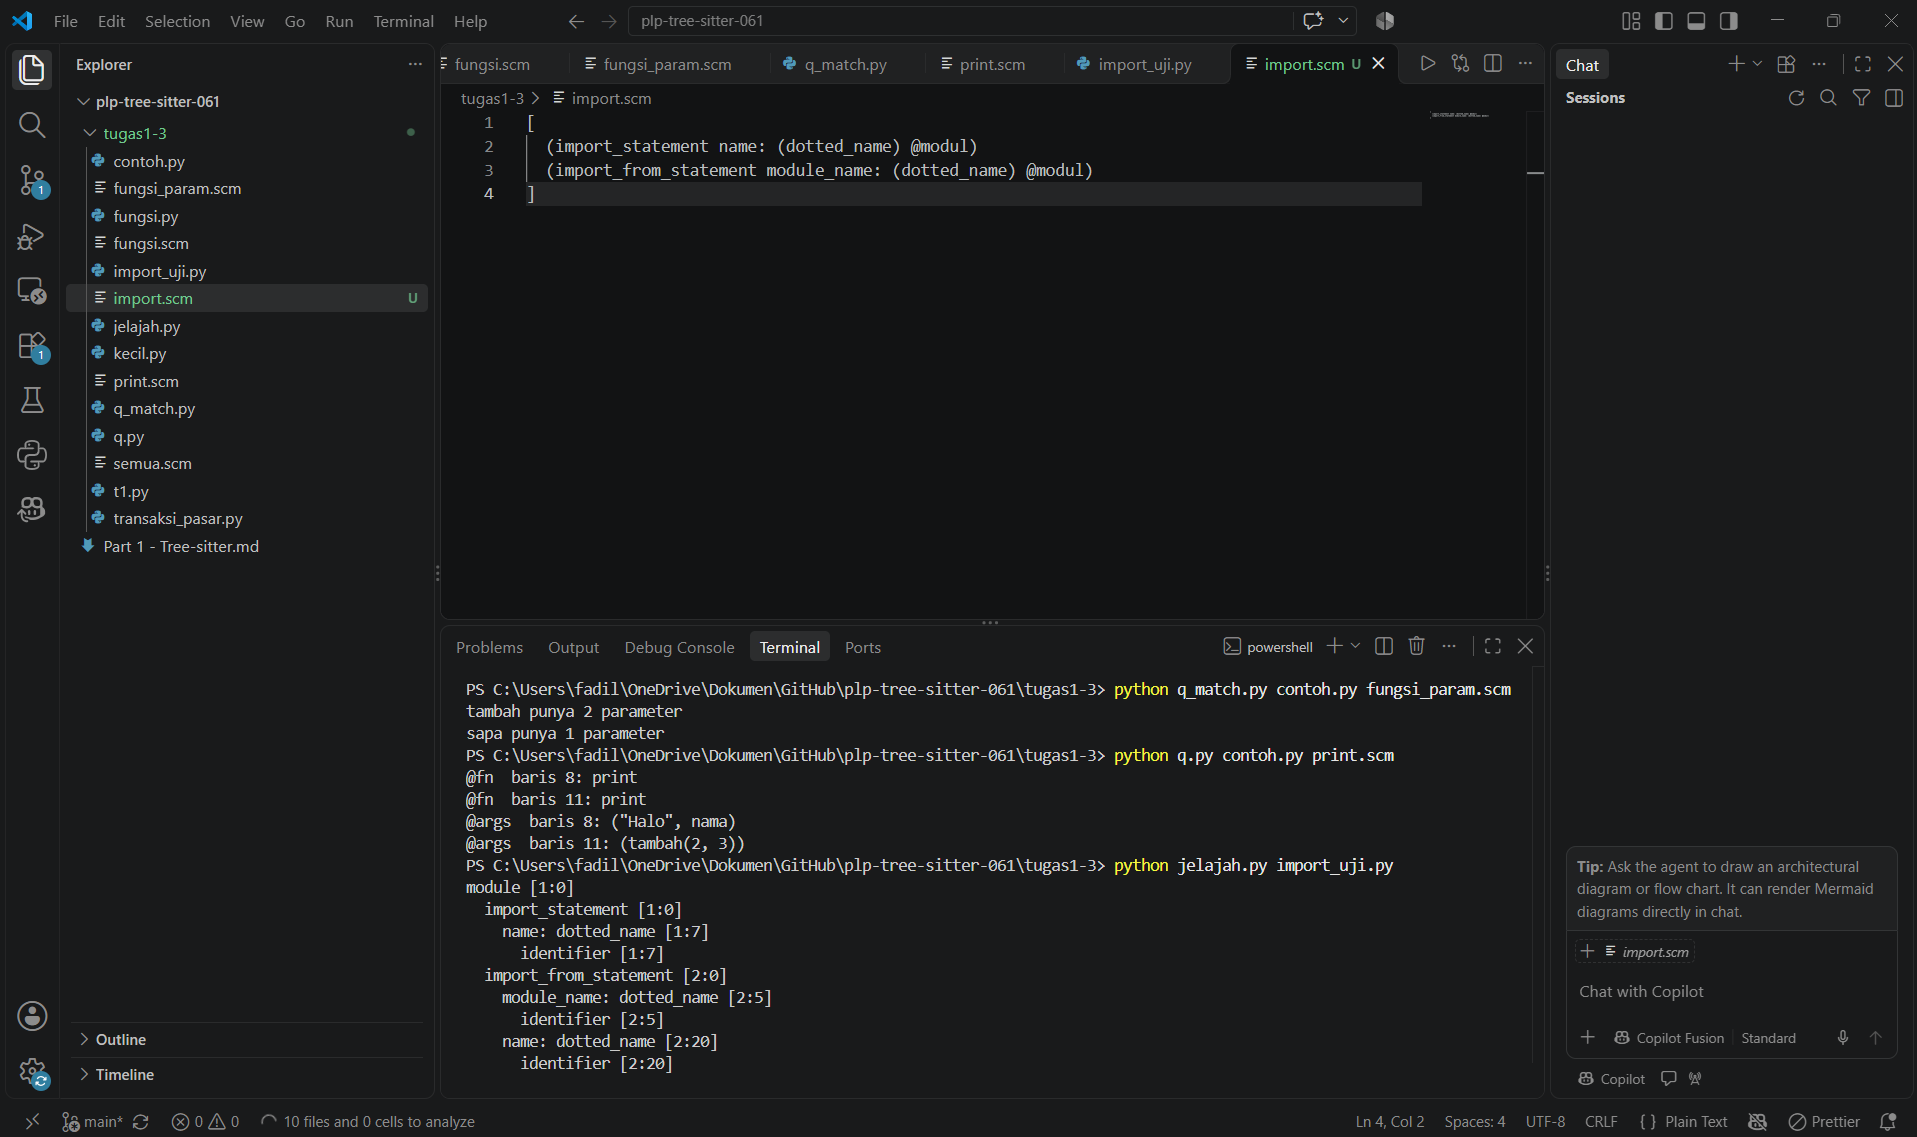 File Edit Selection View Go Run Terminal Help
plp-tree-sitter-061
Explorer
plp-tree-sitter-061
tugas1-3
contoh.py
fungsi_param.scm
fungsi.py
fungsi.scm
import_uji.py
import.scm U
jelajah.py
kecil.py
print.scm
q_match.py
q.py
semua.scm
t1.py
transaksi_pasar.py
Part 1 - Tree-sitter.md
Outline
Timeline
1
1
fungsi.scm fungsi_param.scm q_match.py print.scm import_uji.py import.scm U
tugas1-3 > import.scm
1 [
2 (import_statement name: (dotted_name) @modul)
3 (import_from_statement module_name: (dotted_name) @modul)
4 ]
Problems Output Debug Console Terminal Ports
powershell
PS C:\Users\fadil\OneDrive\Dokumen\GitHub\plp-tree-sitter-061\tugas1-3> python q_match.py contoh.py fungsi_param.scm
tambah punya 2 parameter
sapa punya 1 parameter
PS C:\Users\fadil\OneDrive\Dokumen\GitHub\plp-tree-sitter-061\tugas1-3> python q.py contoh.py print.scm
@fn  baris 8: print
@fn  baris 11: print
@args  baris 8: ("Halo", nama)
@args  baris 11: (tambah(2, 3))
PS C:\Users\fadil\OneDrive\Dokumen\GitHub\plp-tree-sitter-061\tugas1-3> python jelajah.py import_uji.py
module [1:0]
import_statement [1:0]
name: dotted_name [1:7]
identifier [1:7]
import_from_statement [2:0]
module_name: dotted_name [2:5]
identifier [2:5]
name: dotted_name [2:20]
identifier [2:20]
Chat
Sessions
Tip: Ask the agent to draw an architectural
diagram or flow chart. It can render Mermaid
diagrams directly in chat.
import.scm
Chat with Copilot
Copilot Fusion Standard
Copilot
main* 0 0 10 files and 0 cells to analyze
Ln 4, Col 2 Spaces: 4 UTF-8 CRLF { } Plain Text Prettier